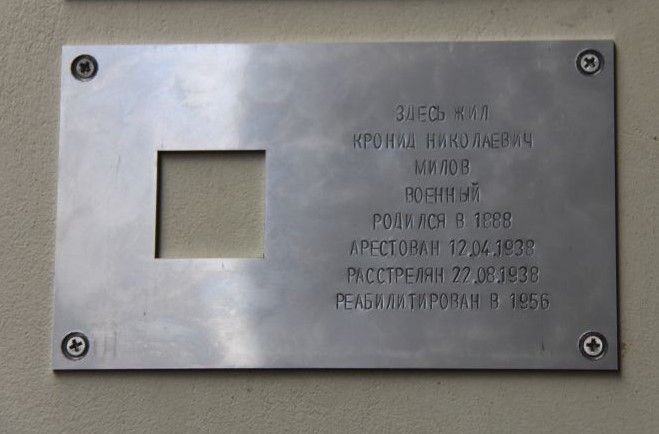 ЗДЕСЬ ЖИЛ
КРОНИД НИКОЛАЕВИЧ
МИЛОВ
ВОЕННЫЙ
РОДИЛСЯ В 1888
АРЕСТОВАН 12.04.1938
РАССТРЕЛЯН 22.08.1938
РЕАБИЛИТИРОВАН В 1956